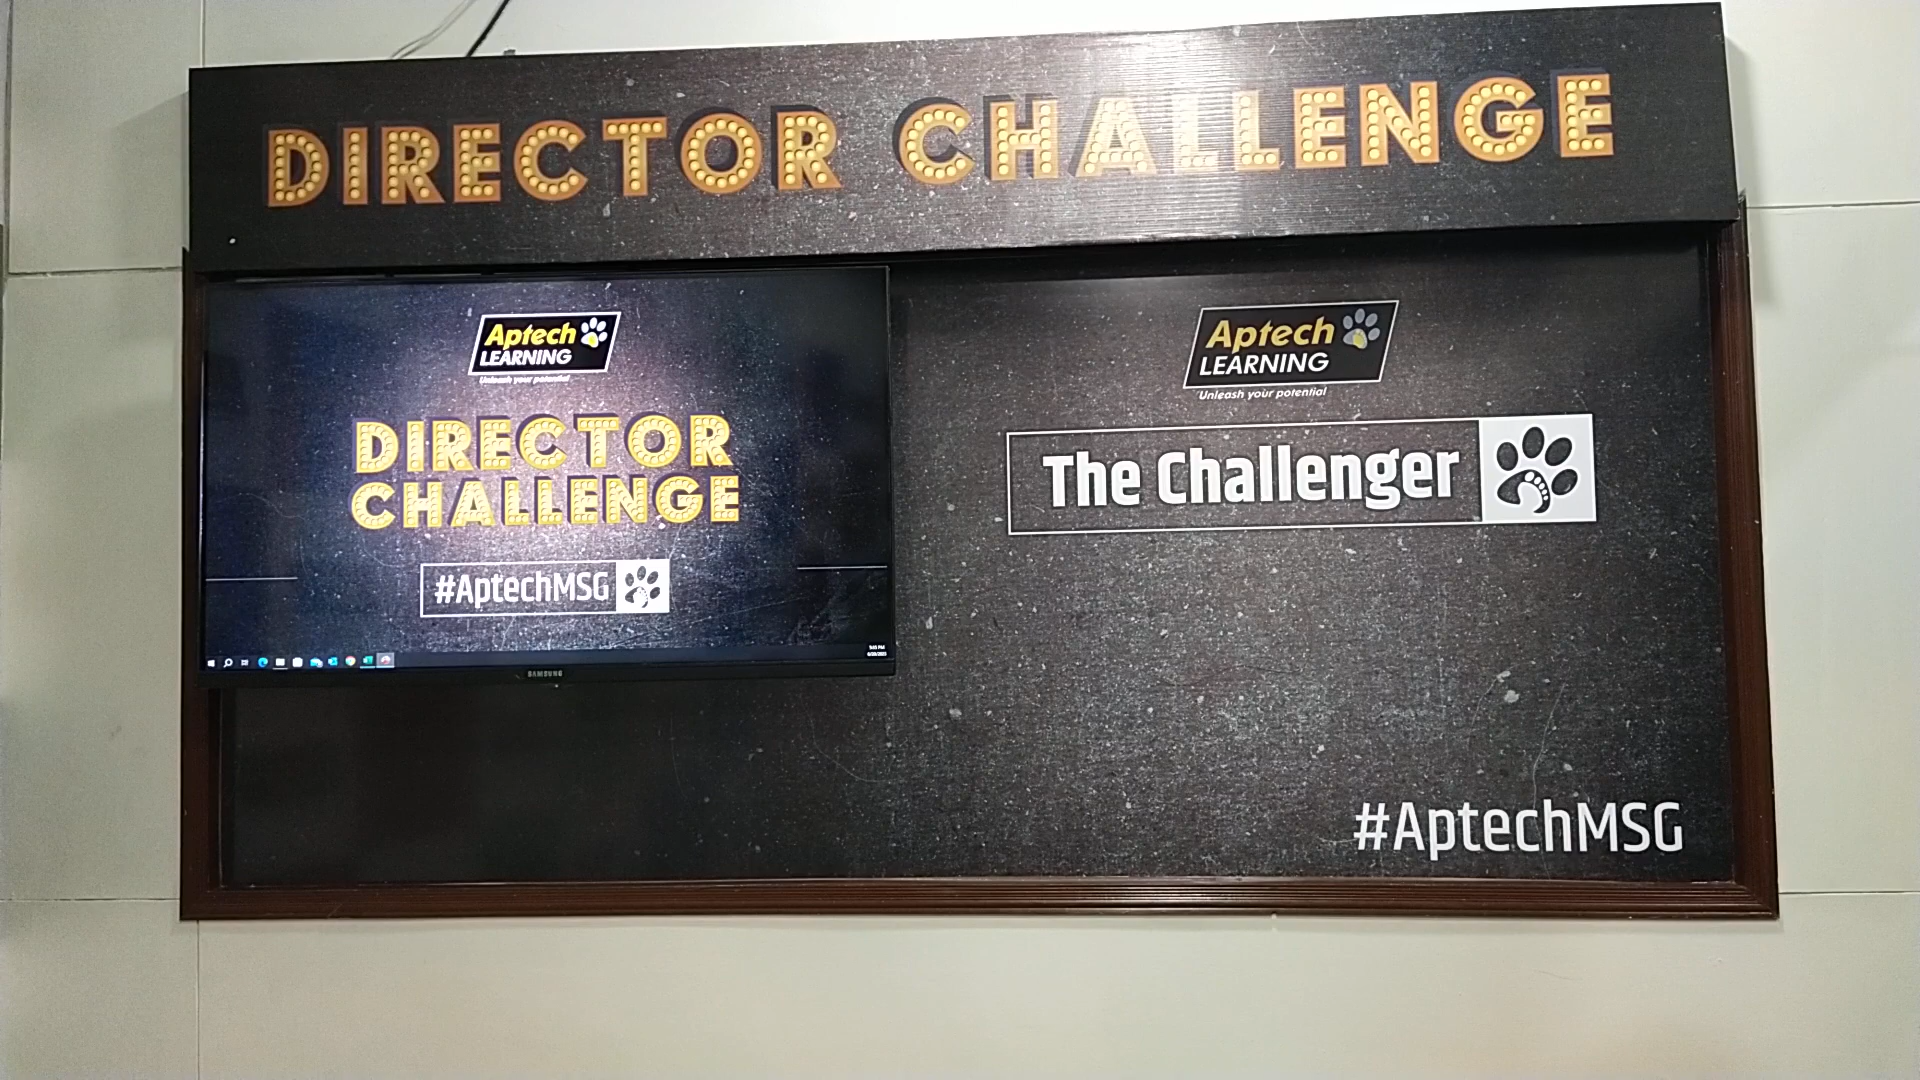 DIRECTOR CHALLENGE
Aptech
LEARNING
Unleash your potential
DIRECTOR
CHALLENGE
#AptechMSG
SAMSUNG
Aptech
LEARNING
Unleash your potential
The Challenger
#AptechMSG